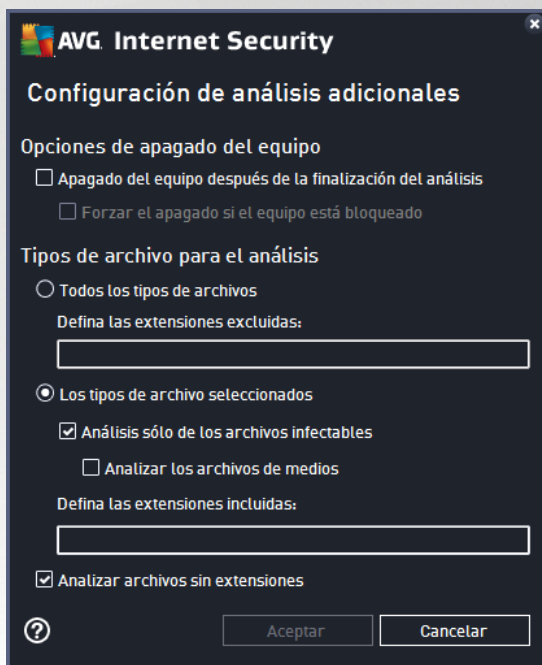 AVG. Internet Security
Configuración de análisis adicionales
Opciones de apagado del equipo
Apagado del equipo después de la finalización del análisis
Forzar el apagado si el equipo está bloqueado
Tipos de archivo para el análisis
Todos los tipos de archivos
Defina las extensiones excluidas:
Los tipos de archivo seleccionados
Análisis sólo de los archivos infectables
Analizar los archivos de medios
Defina las extensiones incluidas:
Analizar archivos sin extensiones
Aceptar
Cancelar